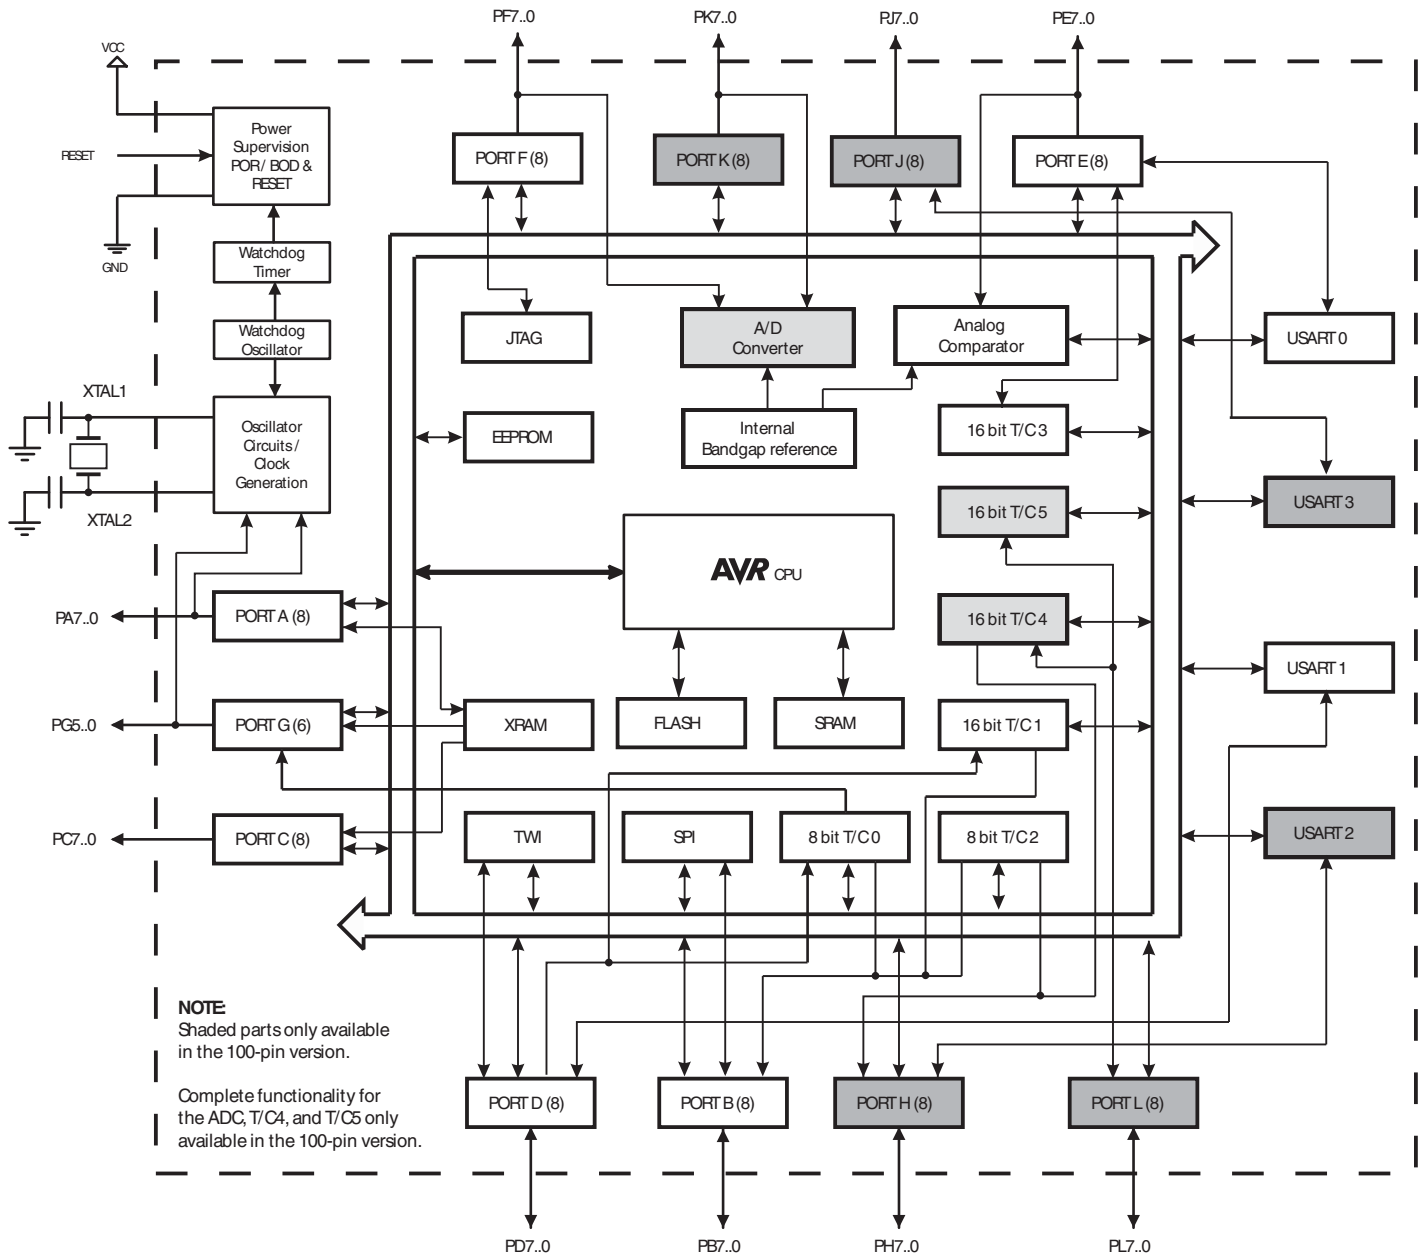 PF7..0
PK7..0
PJ7..0
PE7..0
VCC
RESET
GND
Power
Supervision
POR / BOD &
RESET
Watchdog
Timer
Watchdog
Oscillator
XTAL1
XTAL2
Oscillator
Circuits /
Clock
Generation
PORT F (8)
PORT K (8)
PORT J (8)
PORT E (8)
JTAG
A/D
Converter
Analog
Comparator
USART 0
EEPROM
Internal
Bandgap reference
16 bit T/C 3
16 bit T/C 5
USART 3
AVR CPU
PA7..0
PORT A (8)
16 bit T/C 4
USART 1
PG5..0
PORT G (6)
XRAM
FLASH
SRAM
16 bit T/C 1
PC7..0
PORT C (8)
TWI
SPI
8 bit T/C 0
8 bit T/C 2
USART 2
NOTE:
Shaded parts only available
in the 100-pin version.
Complete functionality for
the ADC, T/C4, and T/C5 only
available in the 100-pin version.
PORT D (8)
PORT B (8)
PORT H (8)
PORT L (8)
PD7..0
PB7..0
PH7..0
PL7..0